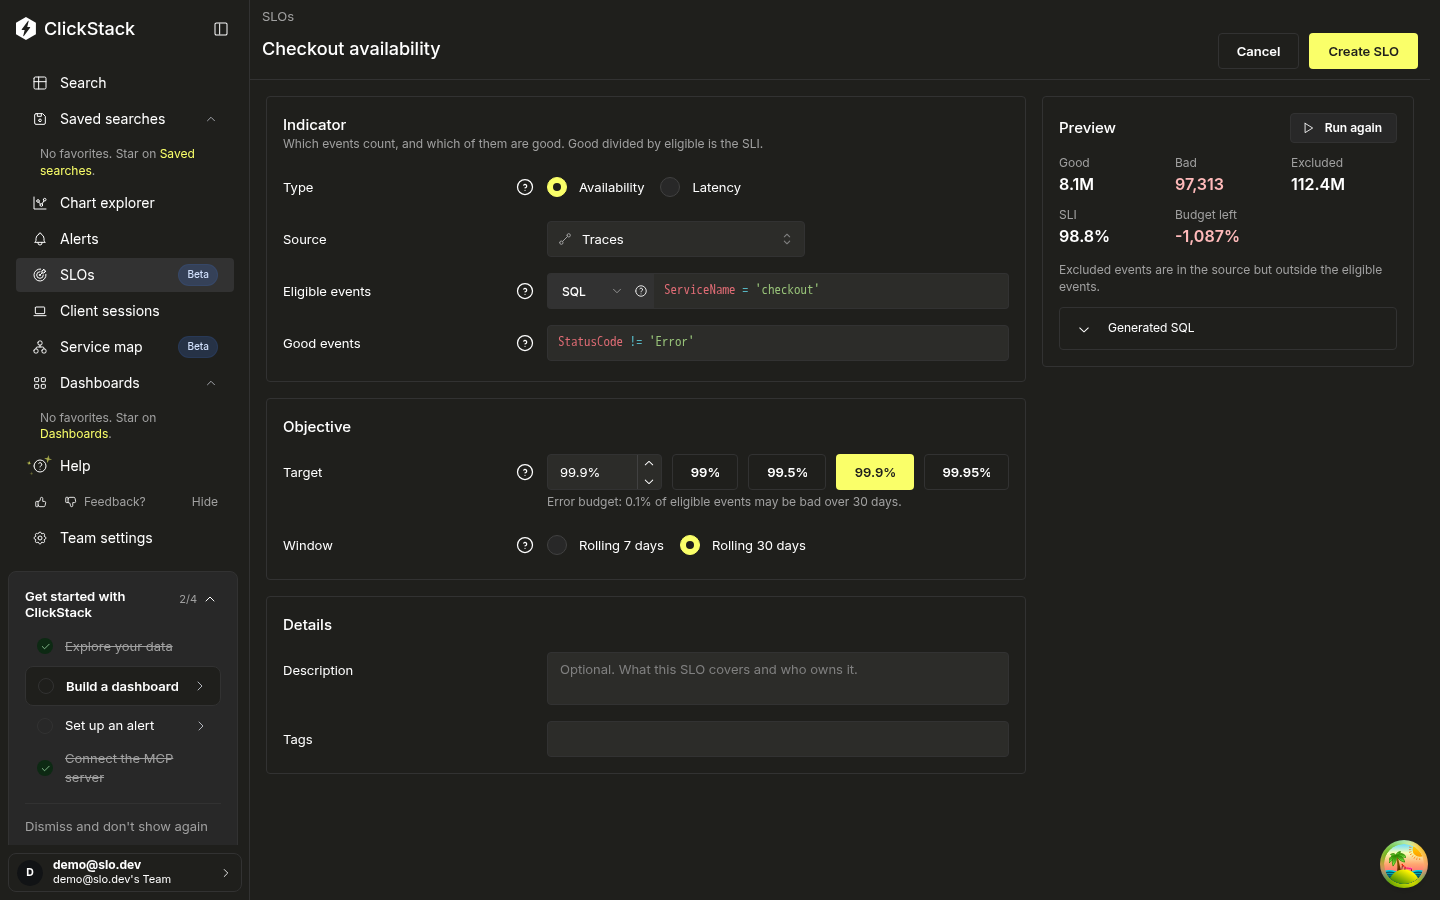 ClickStack
Search
Saved searches
No favorites. Star on Saved
searches.
Chart explorer
Alerts
SLOs
Beta
Client sessions
Service map
Beta
Dashboards
No favorites. Star on
Dashboards.
Help
Feedback?
Hide
Team settings
Get started with
ClickStack
2/4
Explore your data
Build a dashboard
Set up an alert
Connect the MCP
server
Dismiss and don't show again
D
demo@slo.dev
demo@slo.dev's Team
SLOs
Checkout availability
Cancel
Create SLO
Indicator
Which events count, and which of them are good. Good divided by eligible is the SLI.
Type
Availability
Latency
Source
Traces
Eligible events
SQL
ServiceName = 'checkout'
Good events
StatusCode != 'Error'
Objective
Target
99.9%
99%
99.5%
99.9%
99.95%
Error budget: 0.1% of eligible events may be bad over 30 days.
Window
Rolling 7 days
Rolling 30 days
Details
Description
Optional. What this SLO covers and who owns it.
Tags
Preview
Run again
Good
Bad
Excluded
8.1M
97,313
112.4M
SLI
Budget left
98.8%
-1,087%
Excluded events are in the source but outside the eligible
events.
Generated SQL